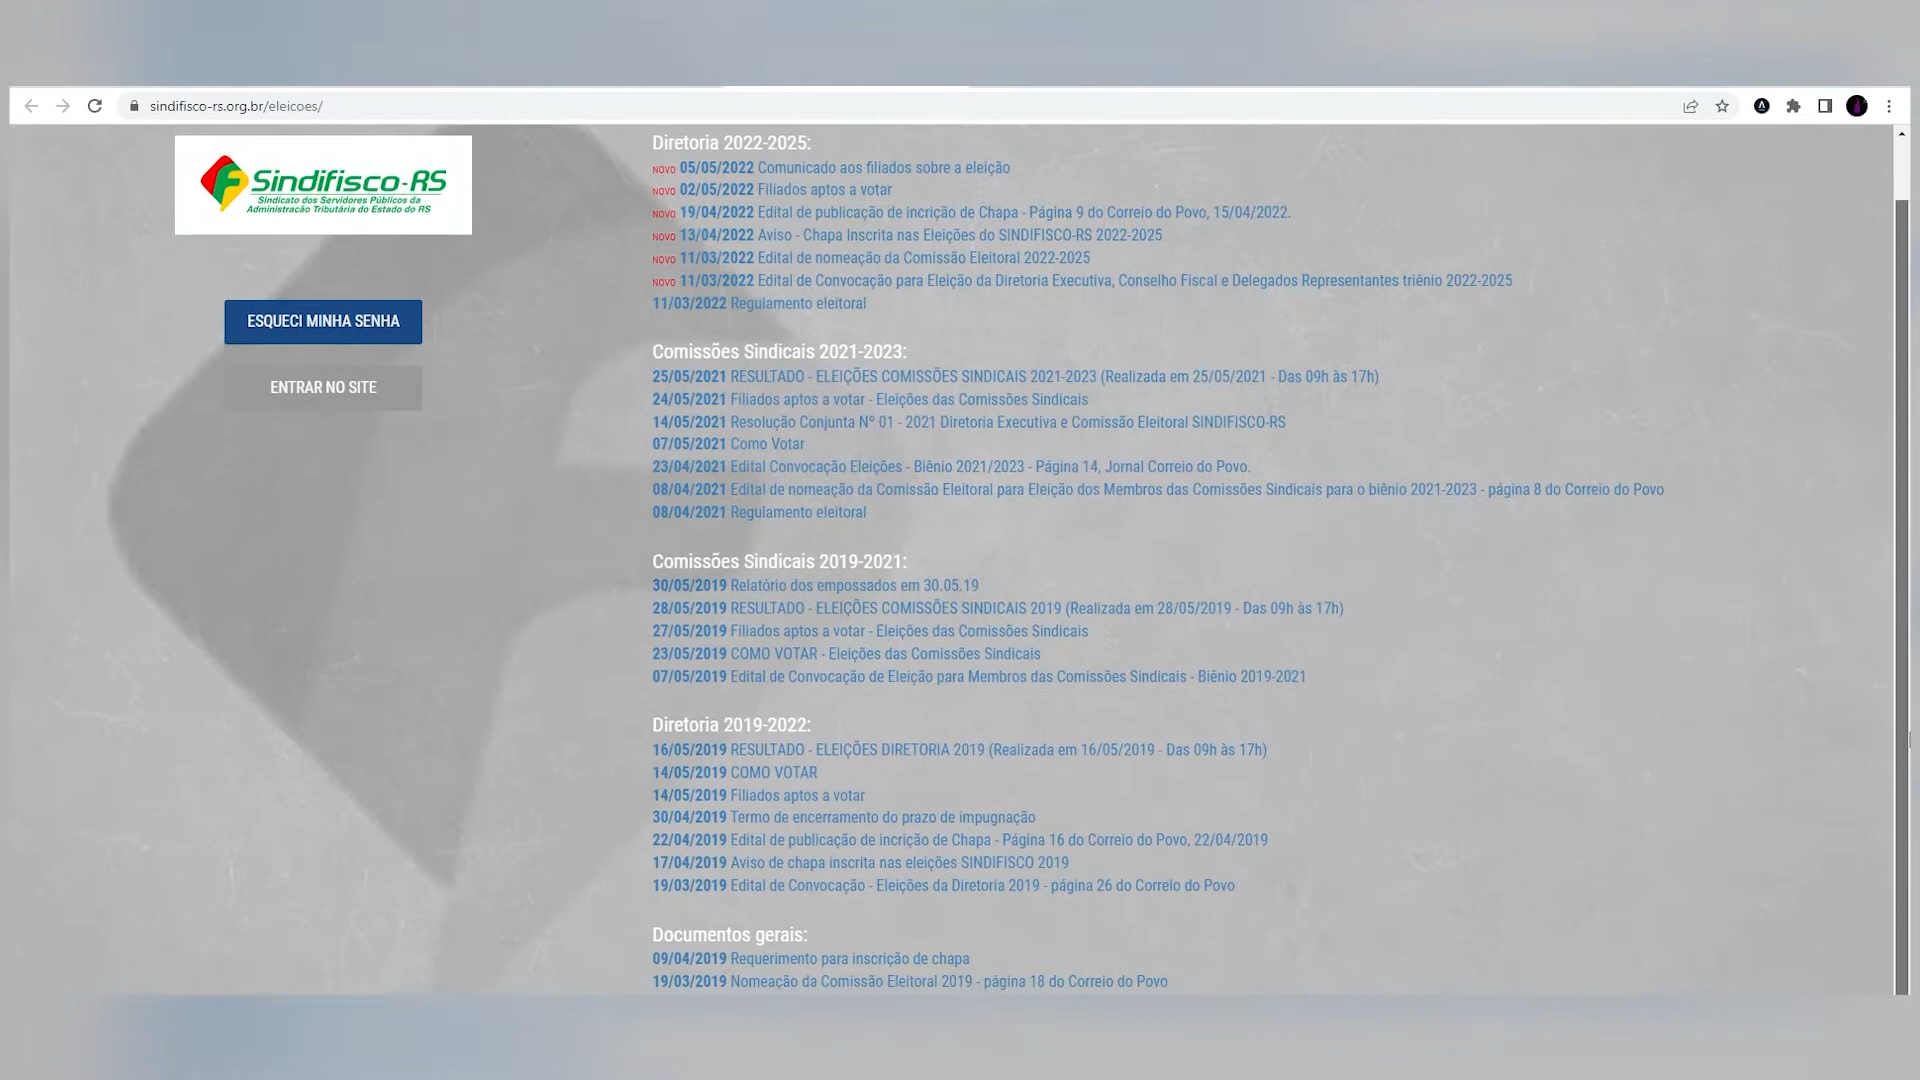 sindifisco-rs.org.br/eleicoes/
Sindifisco-RS
Sindicato dos Servidores Públicos da
Administração Tributária do Estado do RS
ESQUECI MINHA SENHA
ENTRAR NO SITE
Diretoria 2022-2025:
NOVO 05/05/2022 Comunicado aos filiados sobre a eleição
NOVO 02/05/2022 Filiados aptos a votar
NOVO 19/04/2022 Edital de publicação de incrição de Chapa - Página 9 do Correio do Povo, 15/04/2022.
NOVO 13/04/2022 Aviso - Chapa Inscrita nas Eleições do SINDIFISCO-RS 2022-2025
NOVO 11/03/2022 Edital de nomeação da Comissão Eleitoral 2022-2025
NOVO 11/03/2022 Edital de Convocação para Eleição da Diretoria Executiva, Conselho Fiscal e Delegados Representantes triênio 2022-2025
11/03/2022 Regulamento eleitoral
Comissões Sindicais 2021-2023:
25/05/2021 RESULTADO - ELEIÇÕES COMISSÕES SINDICAIS 2021-2023 (Realizada em 25/05/2021 - Das 09h às 17h)
24/05/2021 Filiados aptos a votar - Eleições das Comissões Sindicais
14/05/2021 Resolução Conjunta Nº 01 - 2021 Diretoria Executiva e Comissão Eleitoral SINDIFISCO-RS
07/05/2021 Como Votar
23/04/2021 Edital Convocação Eleições - Biênio 2021/2023 - Página 14, Jornal Correio do Povo.
08/04/2021 Edital de nomeação da Comissão Eleitoral para Eleição dos Membros das Comissões Sindicais para o biênio 2021-2023 - página 8 do Correio do Povo
08/04/2021 Regulamento eleitoral
Comissões Sindicais 2019-2021:
30/05/2019 Relatório dos empossados em 30.05.19
28/05/2019 RESULTADO - ELEIÇÕES COMISSÕES SINDICAIS 2019 (Realizada em 28/05/2019 - Das 09h às 17h)
27/05/2019 Filiados aptos a votar - Eleições das Comissões Sindicais
23/05/2019 COMO VOTAR - Eleições das Comissões Sindicais
07/05/2019 Edital de Convocação de Eleição para Membros das Comissões Sindicais - Biênio 2019-2021
Diretoria 2019-2022:
16/05/2019 RESULTADO - ELEIÇÕES DIRETORIA 2019 (Realizada em 16/05/2019 - Das 09h às 17h)
14/05/2019 COMO VOTAR
14/05/2019 Filiados aptos a votar
30/04/2019 Termo de encerramento do prazo de impugnação
22/04/2019 Edital de publicação de incrição de Chapa - Página 16 do Correio do Povo, 22/04/2019
17/04/2019 Aviso de chapa inscrita nas eleições SINDIFISCO 2019
19/03/2019 Edital de Convocação - Eleições da Diretoria 2019 - página 26 do Correio do Povo
Documentos gerais:
09/04/2019 Requerimento para inscrição de chapa
19/03/2019 Nomeação da Comissão Eleitoral 2019 - página 18 do Correio do Povo